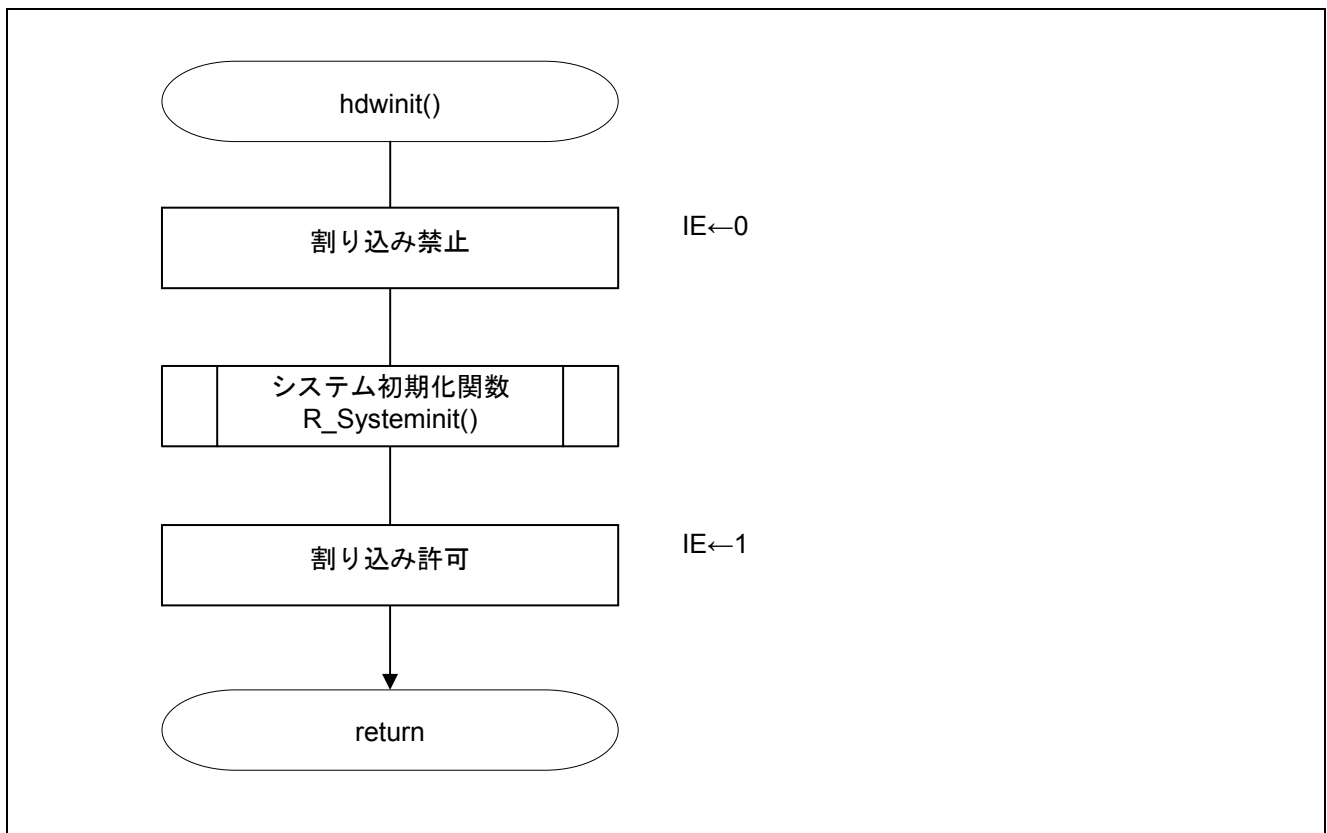 hdwinit()
割り込み禁止
IE←0
システム初期化関数
R_Systeminit()
割り込み許可
IE←1
return